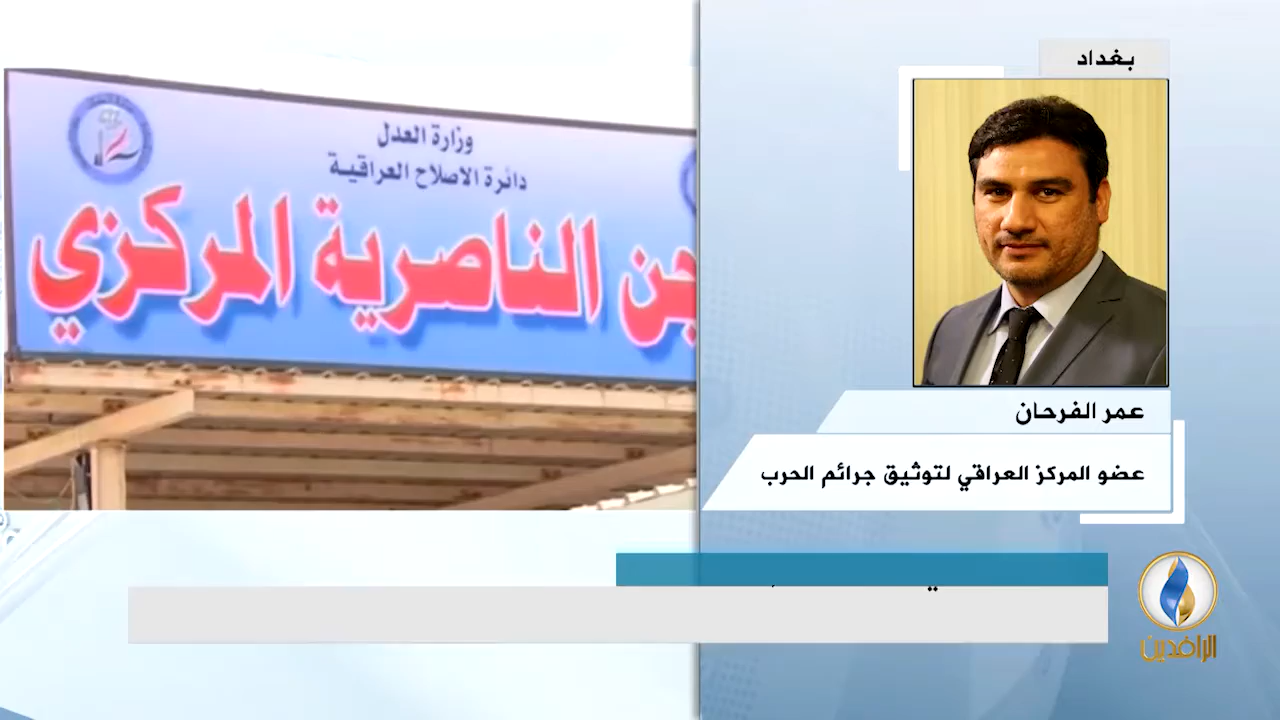 بغداد
وزارة العدل
دائرة الاصلاح العراقية
جن الناصرية المركزي
عمر الفرحان
عضو المركز العراقي لتوثيق جرائم الحرب
الرافدين